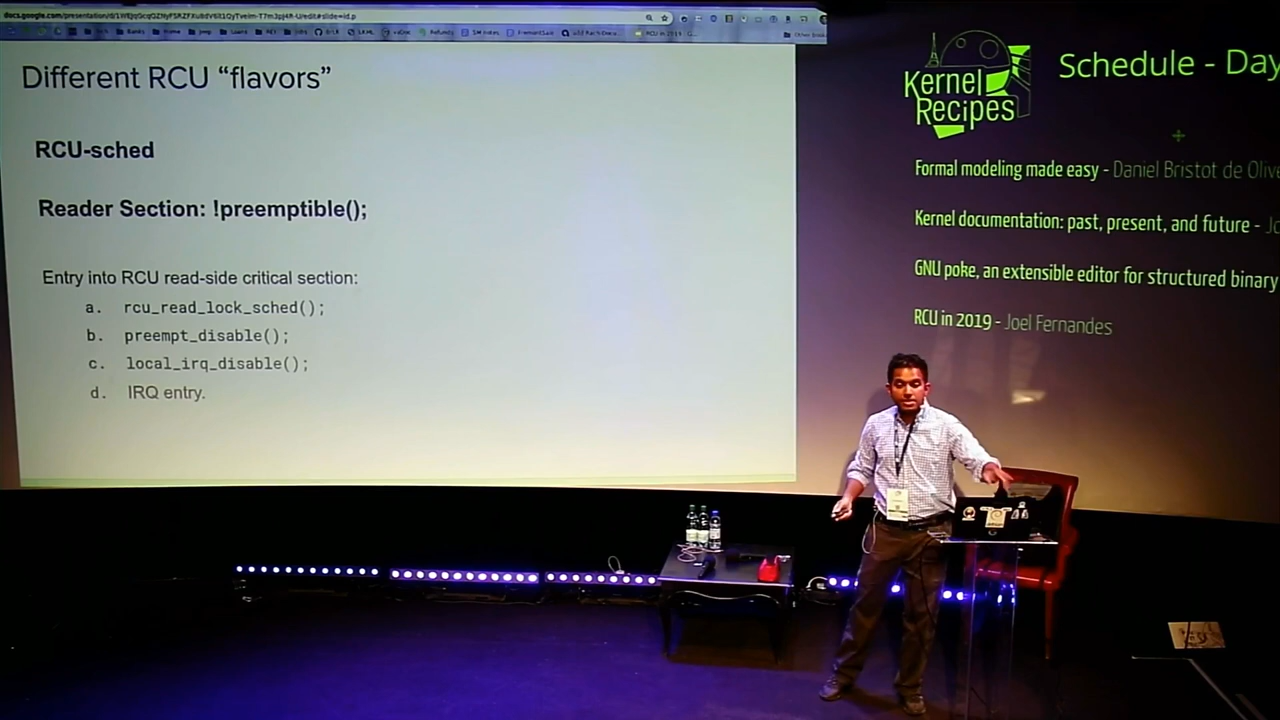 Different RCU “flavors”
RCU-sched
Reader Section: !preemptible();
Entry into RCU read-side critical section:
a. rcu_read_lock_sched();
b. preempt_disable();
c. local_irq_disable();
d. IRQ entry.
Kernel
Recipes
Schedule - Day
Formal modeling made easy - Daniel Bristot de Olive
Kernel documentation: past, present, and future - Jo
GNU poke, an extensible editor for structured binary
RCU in 2019 - Joel Fernandes